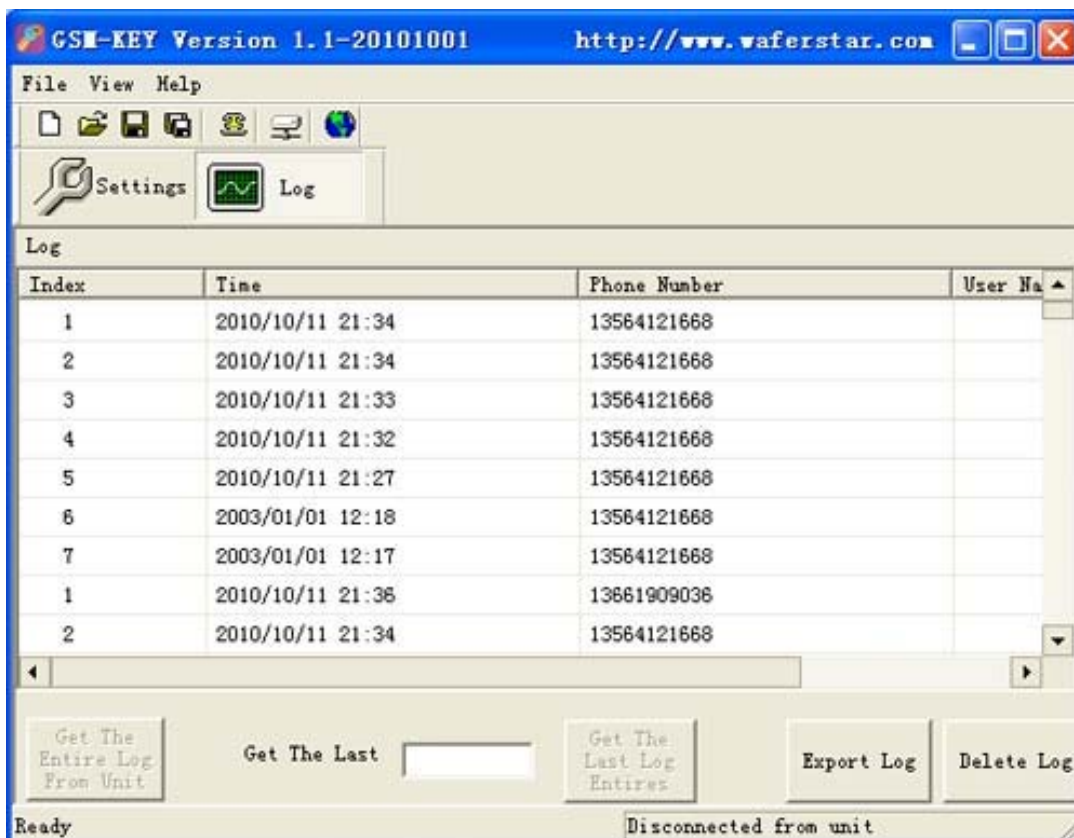 GSM-KEY Version 1.1-20101001 http://www.waferstar.com
File View Help
Settings Log
Log
Index Time Phone Number User Na
1 2010/10/11 21:34 13564121668
2 2010/10/11 21:34 13564121668
3 2010/10/11 21:33 13564121668
4 2010/10/11 21:32 13564121668
5 2010/10/11 21:27 13564121668
6 2003/01/01 12:18 13564121668
7 2003/01/01 12:17 13564121668
1 2010/10/11 21:36 13661909036
2 2010/10/11 21:34 13564121668
Get The
Entire Log
From Unit
Get The Last
Get The
Last Log
Entires
Export Log
Delete Log
Ready Disconnected from unit